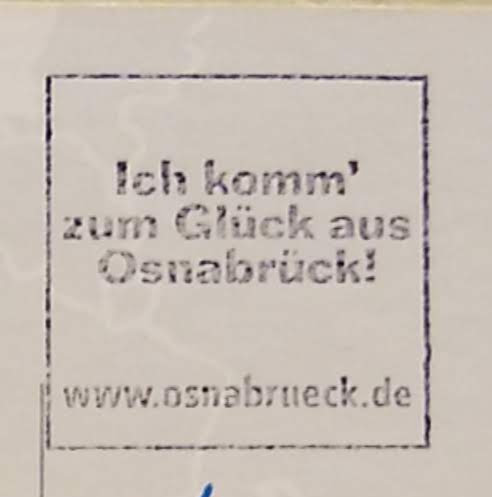 Ich komm'
zum Glück aus
Osnabrück!
www.osnabrueck.de